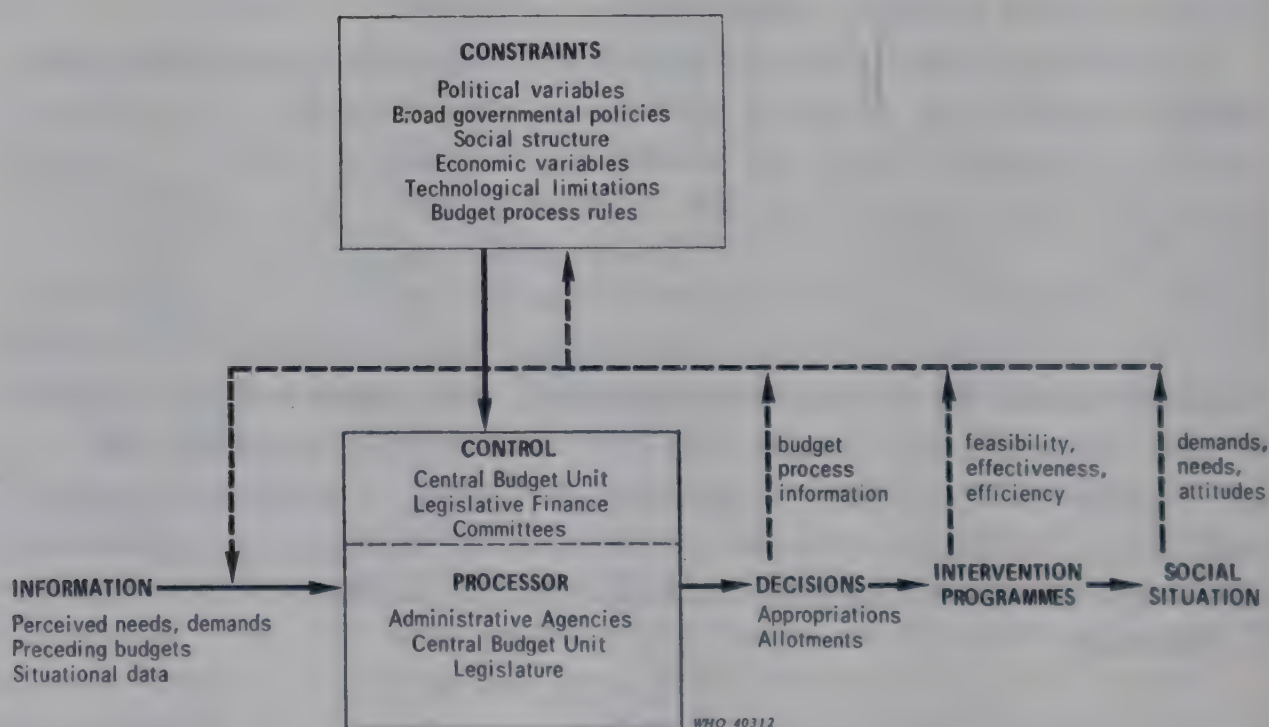 CONSTRAINTS
Political variables
Broad governmental policies
Social structure
Economic variables
Technological limitations
Budget process rules
CONTROL
Central Budget Unit
Legislative Finance
Committees
PROCESSOR
Administrative Agencies
Central Budget Unit
Legislature
INFORMATION
Perceived needs, demands
Preceding budgets
Situational data
budget
process
information
feasibility,
effectiveness,
efficiency
demands,
needs,
attitudes
DECISIONS
Appropriations
Allotments
INTERVENTION
PROGRAMMES
SOCIAL
SITUATION
WHO 40312